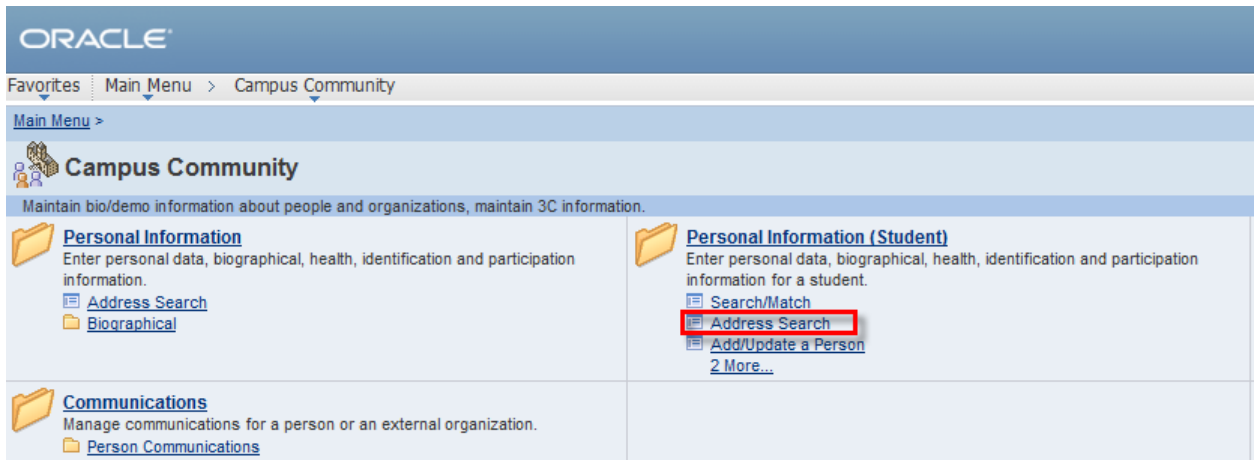 ORACLE
Favorites Main Menu > Campus Community
Main Menu >
Campus Community
Maintain bio/demo information about people and organizations, maintain 3C information.
Personal Information
Enter personal data, biographical, health, identification and participation
information.
Address Search
Biographical
Personal Information (Student)
Enter personal data, biographical, health, identification and participation
information for a student.
Search/Match
Address Search
Add/Update a Person
2 More...
Communications
Manage communications for a person or an external organization.
Person Communications